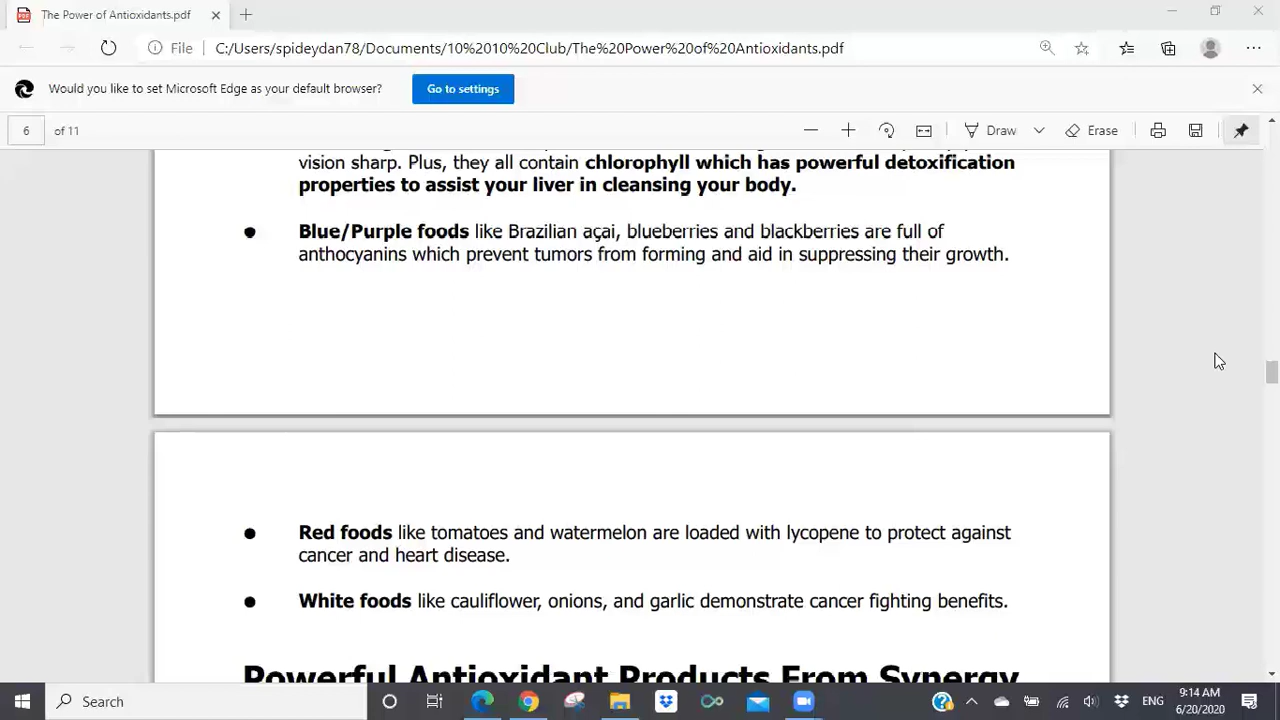 The Power of Antioxidants.pdf
File C:/Users/spideydan78/Documents/10%2010%20Club/The%20Power%20of%20Antioxidants.pdf
Would you like to set Microsoft Edge as your default browser? Go to settings
6 of 11 Draw Erase
vision sharp. Plus, they all contain chlorophyll which has powerful detoxification
properties to assist your liver in cleansing your body.
Blue/Purple foods like Brazilian açai, blueberries and blackberries are full of
anthocyanins which prevent tumors from forming and aid in suppressing their growth.
Red foods like tomatoes and watermelon are loaded with lycopene to protect against
cancer and heart disease.
White foods like cauliflower, onions, and garlic demonstrate cancer fighting benefits.
Powerful Antioxidant Products From Synergy
Search ENG 9:14 AM
6/20/2020